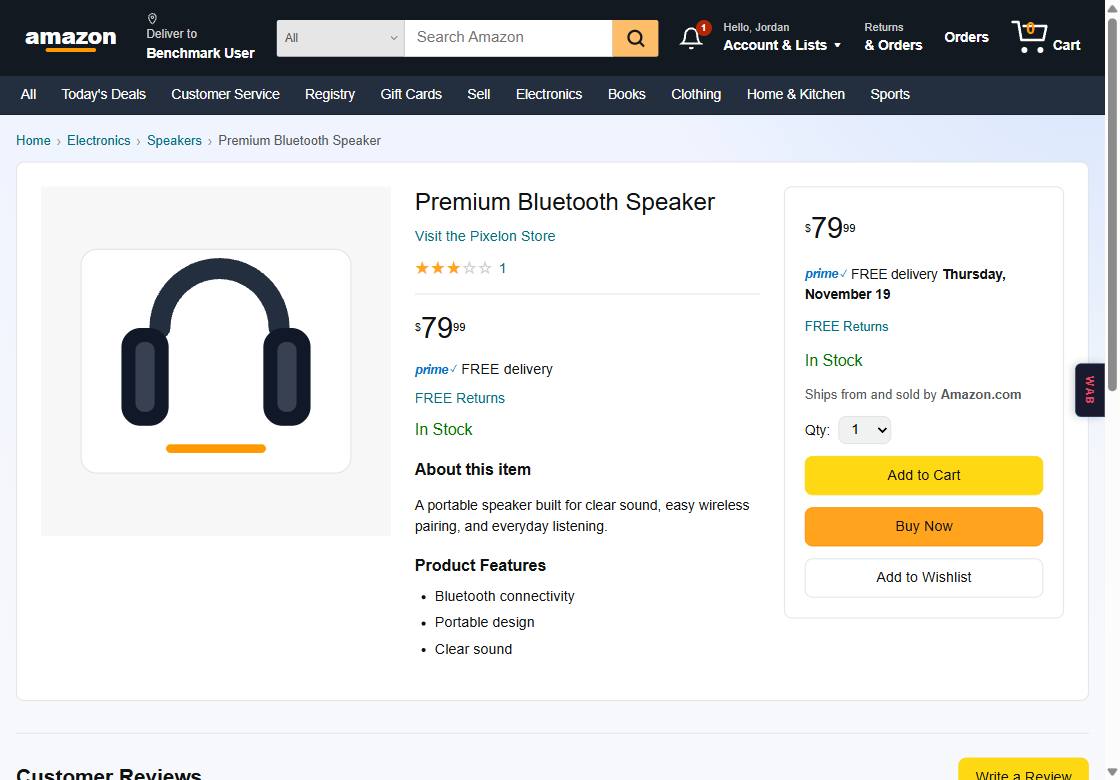 amazon
Deliver to
Benchmark User
All
Search Amazon
1
Hello, Jordan
Account & Lists
Returns
& Orders
Orders
0
Cart
All Today's Deals Customer Service Registry Gift Cards Sell Electronics Books Clothing Home & Kitchen Sports
Home › Electronics › Speakers › Premium Bluetooth Speaker
Premium Bluetooth Speaker
Visit the Pixelon Store
★★★☆☆ 1
$7999
prime✓ FREE delivery
FREE Returns
In Stock
About this item
A portable speaker built for clear sound, easy wireless
pairing, and everyday listening.
Product Features
• Bluetooth connectivity
• Portable design
• Clear sound
$7999
prime✓ FREE delivery Thursday,
November 19
FREE Returns
In Stock
Ships from and sold by Amazon.com
Qty: 1
Add to Cart
Buy Now
Add to Wishlist
WAB
Customer Reviews
Write a Review